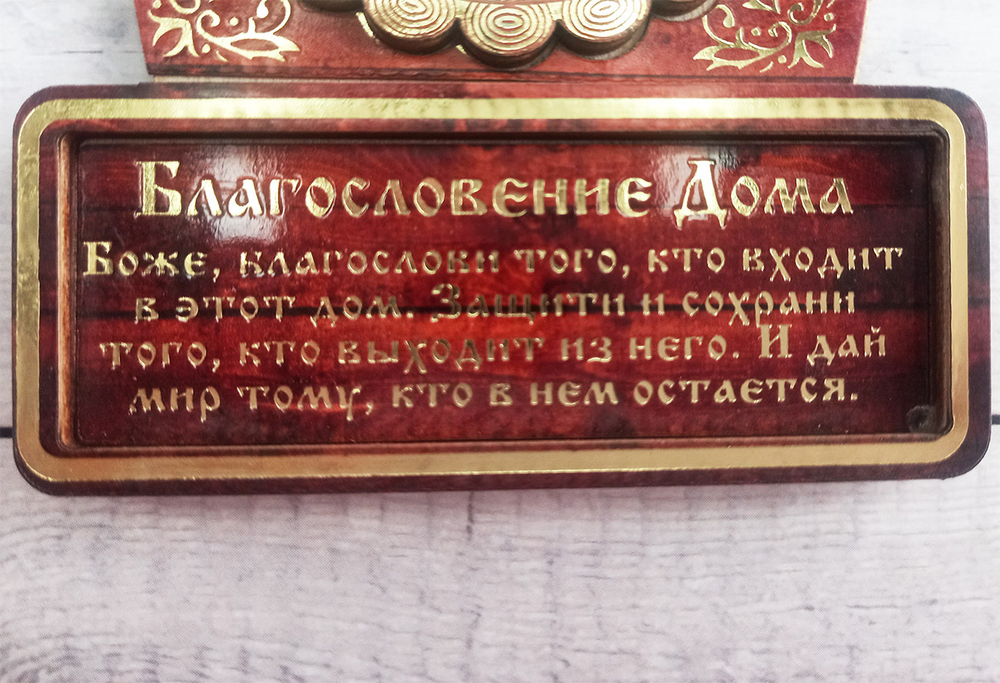 Благословение Дома
Боже, благослови того, кто входит
в этот дом. Защити и сохрани
того, кто выходит из него. И дай
мир тому, кто в нем остается.